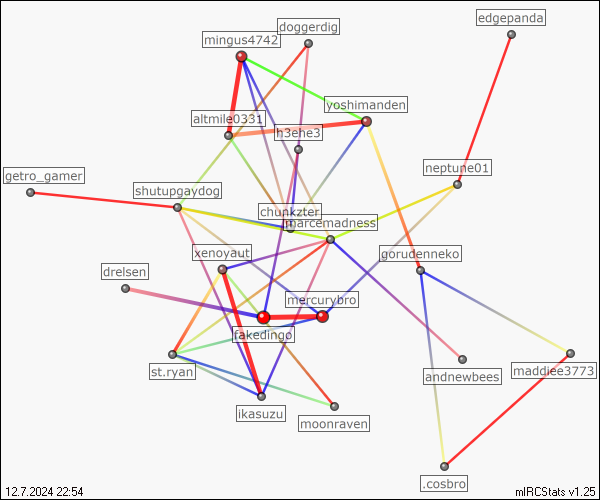 edgepanda
doggerdig
mingus4742
yoshimanden
altmile0331
h3ehe3
neptune01
getro_gamer
shutupgaydog
chunkzter
marcemadness
xenoyaut
gorudenneko
drelsen
mercurybro
fakedingo
st.ryan
andnewbees
maddiee3773
ikasuzu
moonraven
.cosbro
12.7.2024 22:54
mIRCStats v1.25